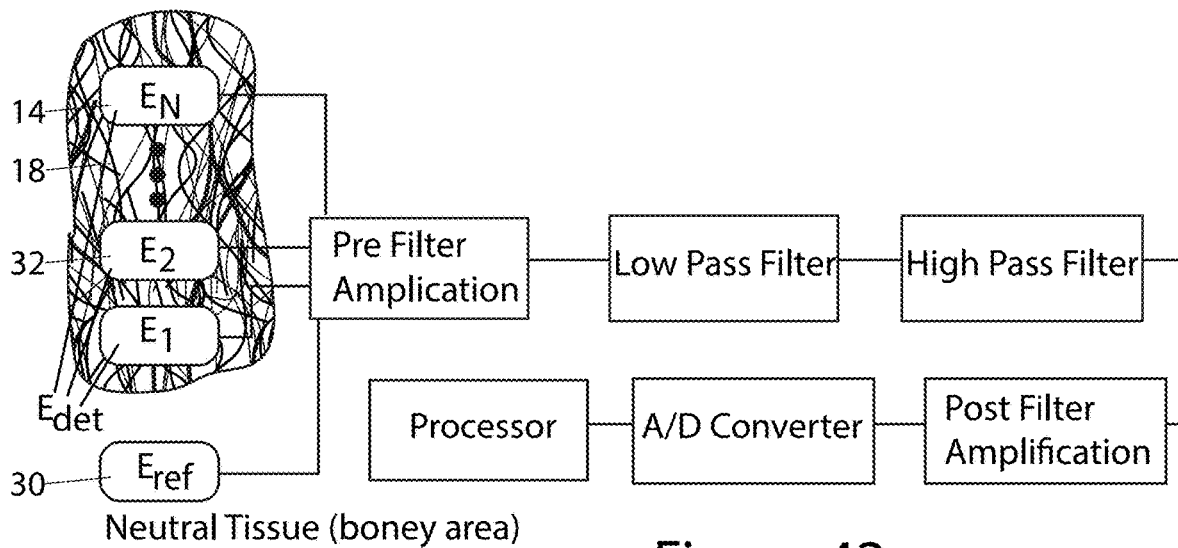 14
E_N
18
32
E_2
E_1
E_det
30
E_ref
Neutral Tissue (boney area)
Pre Filter
Amplication
Low Pass Filter
High Pass Filter
Processor
A/D Converter
Post Filter
Amplification